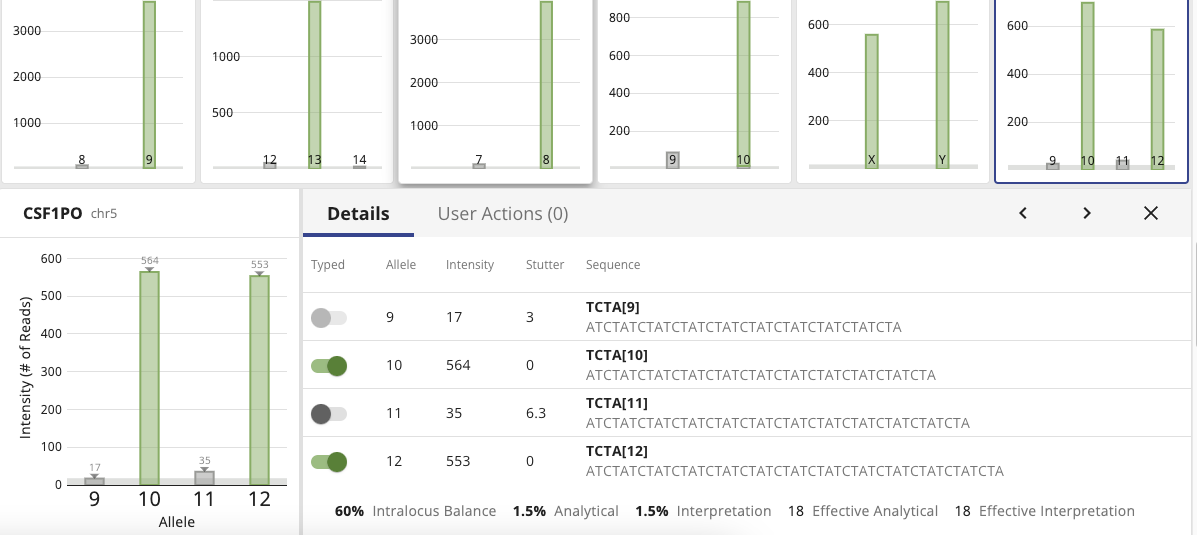 3000
2000
1000
8 9
1000
500
12 13 14
3000
2000
1000
7 8
800
600
400
200
9 10
600
400
200
X Y
600
400
200
9 10 11 12
CSF1PO chr5
Details User Actions (0)
600
500
400
300
200
100
0
564 553
17 35
9 10 11 12
Intensity (# of Reads)
Allele
Typed Allele Intensity Stutter Sequence
9 17 3 TCTA[9]
ATCTATCTATCTATCTATCTATCTATCTATCTATCTA
10 564 0 TCTA[10]
ATCTATCTATCTATCTATCTATCTATCTATCTATCTATCTA
11 35 6.3 TCTA[11]
ATCTATCTATCTATCTATCTATCTATCTATCTATCTATCTATCTA
12 553 0 TCTA[12]
ATCTATCTATCTATCTATCTATCTATCTATCTATCTATCTATCTATCTA
60% Intralocus Balance 1.5% Analytical 1.5% Interpretation 18 Effective Analytical 18 Effective Interpretation